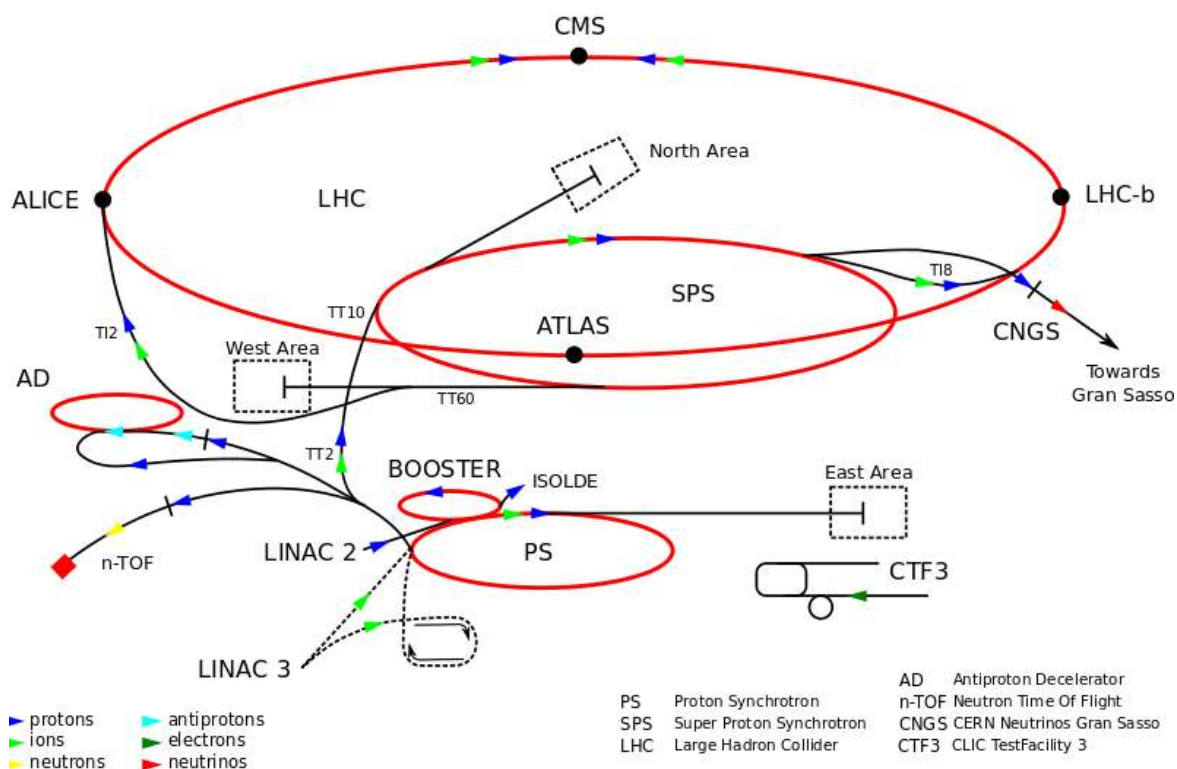 CMS
North Area
ALICE
LHC
LHC-b
TI8
SPS
TT10
ATLAS
CNGS
TI2
West Area
Towards
Gran Sasso
AD
TT60
TT2
BOOSTER
ISOLDE
East Area
LINAC 2
PS
n-TOF
CTF3
LINAC 3
protons
ions
neutrons
antiprotons
electrons
neutrinos
PS Proton Synchrotron
SPS Super Proton Synchrotron
LHC Large Hadron Collider
AD Antiproton Decelerator
n-TOF Neutron Time Of Flight
CNGS CERN Neutrinos Gran Sasso
CTF3 CLIC TestFacility 3